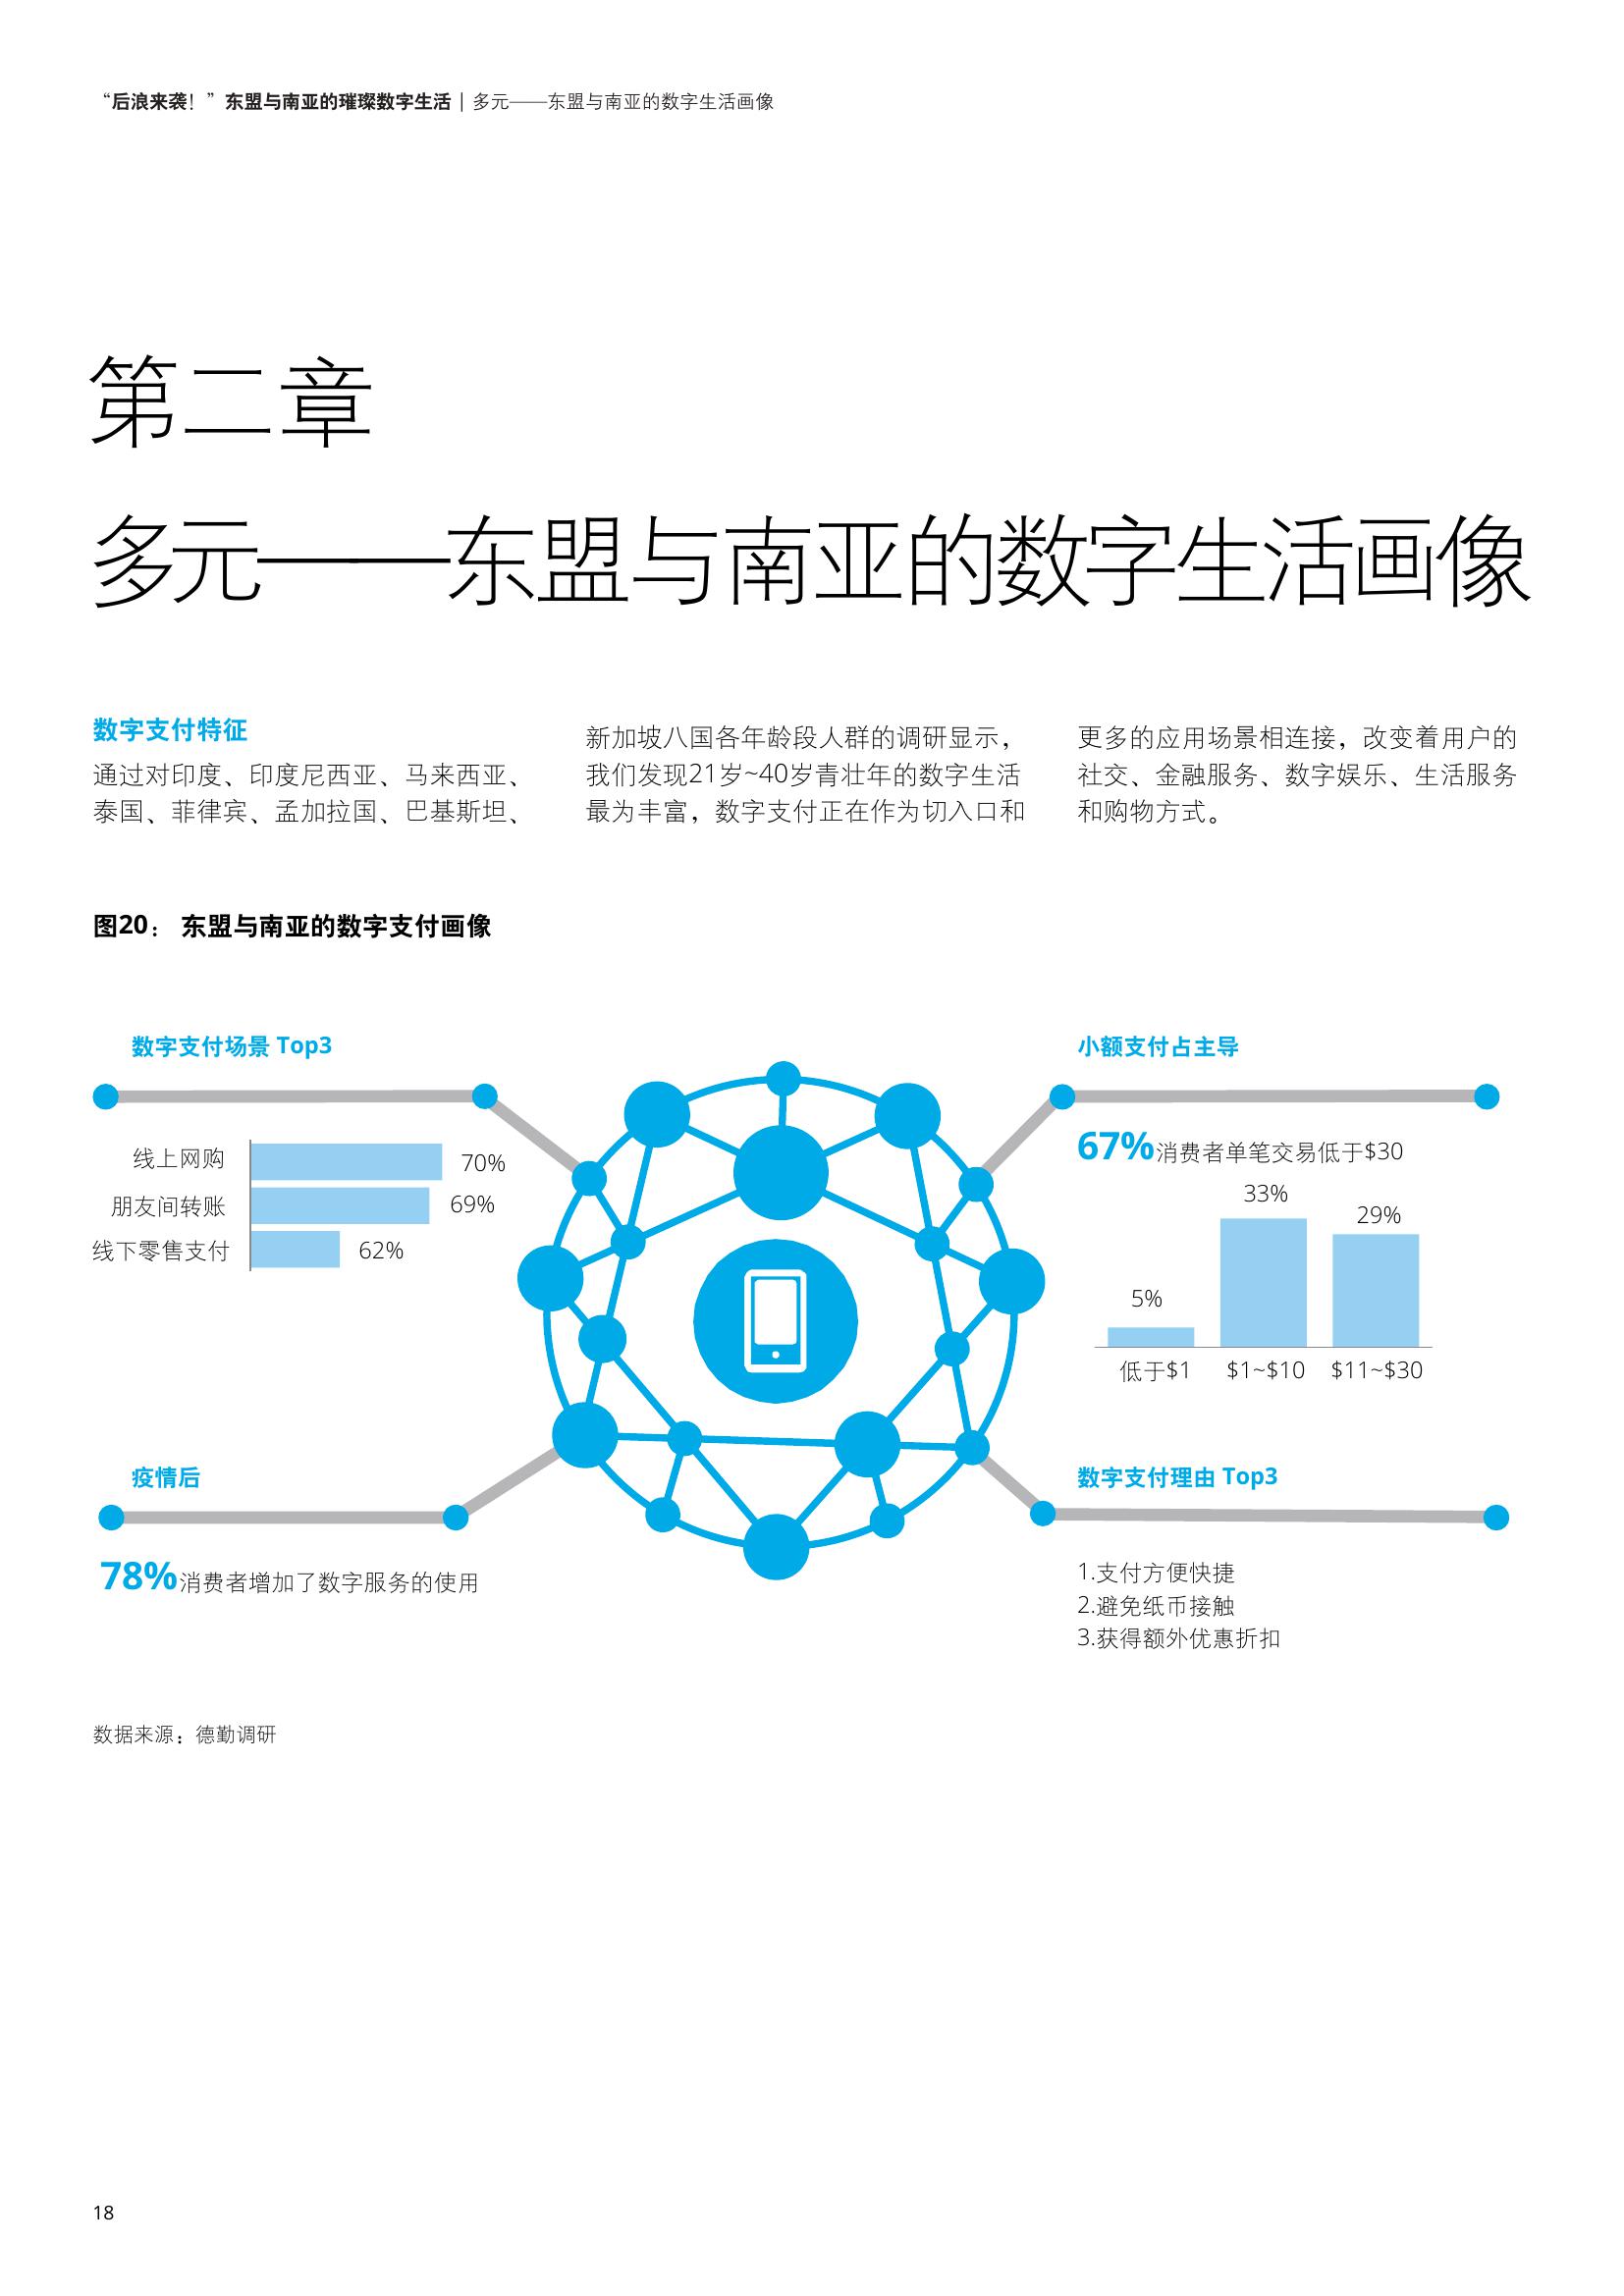 “后浪来袭！”东盟与南亚的璀璨数字生活 | 多元——东盟与南亚的数字生活画像
第二章
多元——东盟与南亚的数字生活画像
数字支付特征
通过对印度、印度尼西亚、马来西亚、
泰国、菲律宾、孟加拉国、巴基斯坦、
新加坡八国各年龄段人群的调研显示，
我们发现21岁~40岁青壮年的数字生活
最为丰富，数字支付正在作为切入口和
更多的应用场景相连接，改变着用户的
社交、金融服务、数字娱乐、生活服务
和购物方式。
图20： 东盟与南亚的数字支付画像
数字支付场景 Top3
线上网购 70%
朋友间转账 69%
线下零售支付 62%
小额支付占主导
67%消费者单笔交易低于$30
33%
29%
5%
低于$1 $1~$10 $11~$30
疫情后
78%消费者增加了数字服务的使用
数字支付理由 Top3
1.支付方便快捷
2.避免纸币接触
3.获得额外优惠折扣
数据来源：德勤调研
18